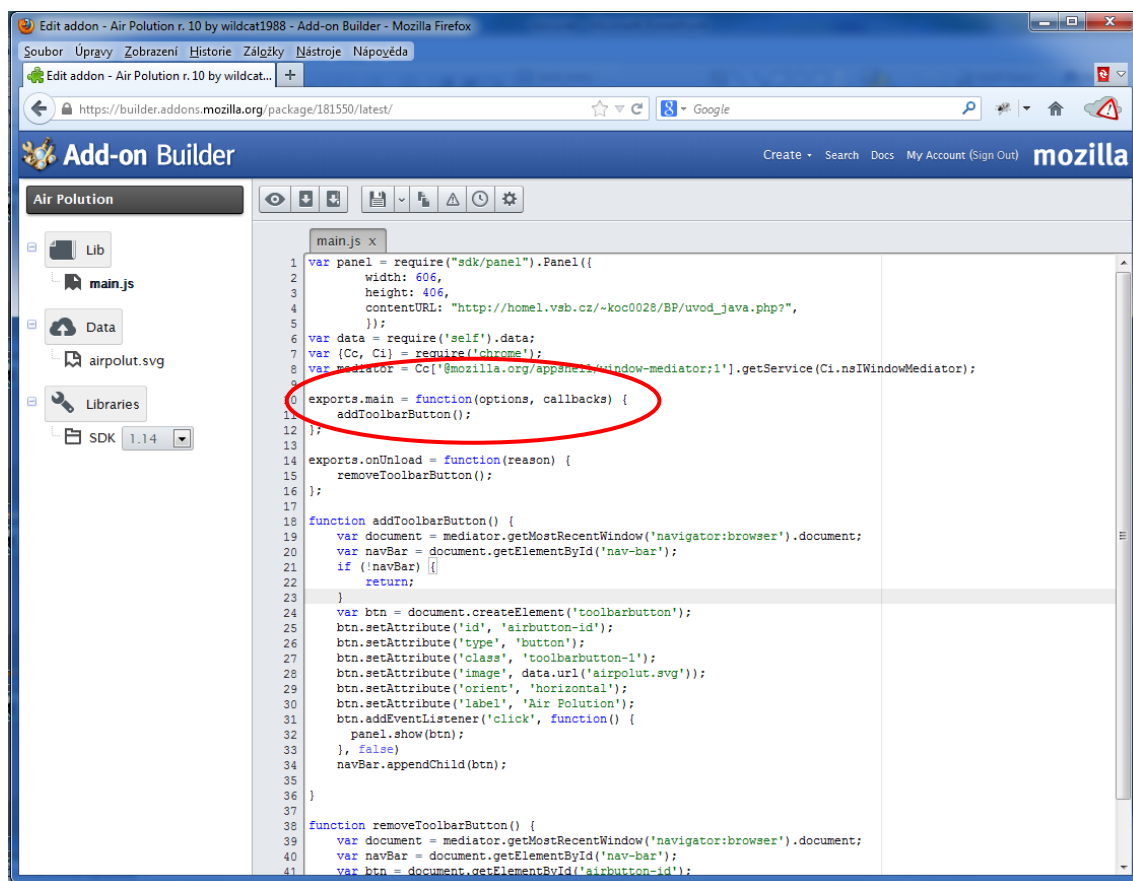 Edit addon - Air Polution r. 10 by wildcat1988 - Add-on Builder - Mozilla Firefox
Soubor Úpravy Zobrazení Historie Záložky Nástroje Nápověda
Edit addon - Air Polution r. 10 by wildcat... +
https://builder.addons.mozilla.org/package/181550/latest/ 8 Google
Add-on Builder Create Search Docs My Account (Sign Out) mozilla
Air Polution
Lib
main.js
Data
airpolut.svg
Libraries
SDK 1.14
main.js x
1 var panel = require("sdk/panel").Panel({
2 width: 606,
3 height: 406,
4 contentURL: "http://homel.vsb.cz/~koc0028/BP/uvod_java.php?",
5 });
6 var data = require('self').data;
7 var {Cc, Ci} = require('chrome');
8 var mediator = Cc['@mozilla.org/appshell/window-mediator;1'].getService(Ci.nsIWindowMediator);
9
10 exports.main = function(options, callbacks) {
11 addToolbarButton();
12 };
13
14 exports.onUnload = function(reason) {
15 removeToolbarButton();
16 };
17
18 function addToolbarButton() {
19 var document = mediator.getMostRecentWindow('navigator:browser').document;
20 var navBar = document.getElementById('nav-bar');
21 if (!navBar) {
22 return;
23 }
24 var btn = document.createElement('toolbarbutton');
25 btn.setAttribute('id', 'airbutton-id');
26 btn.setAttribute('type', 'button');
27 btn.setAttribute('class', 'toolbarbutton-1');
28 btn.setAttribute('image', data.url('airpolut.svg'));
29 btn.setAttribute('orient', 'horizontal');
30 btn.setAttribute('label', 'Air Polution');
31 btn.addEventListener('click', function() {
32 panel.show(btn);
33 }, false)
34 navBar.appendChild(btn);
35
36 }
37
38 function removeToolbarButton() {
39 var document = mediator.getMostRecentWindow('navigator:browser').document;
40 var navBar = document.getElementById('nav-bar');
41 var btn = document.getElementById('airbutton-id');